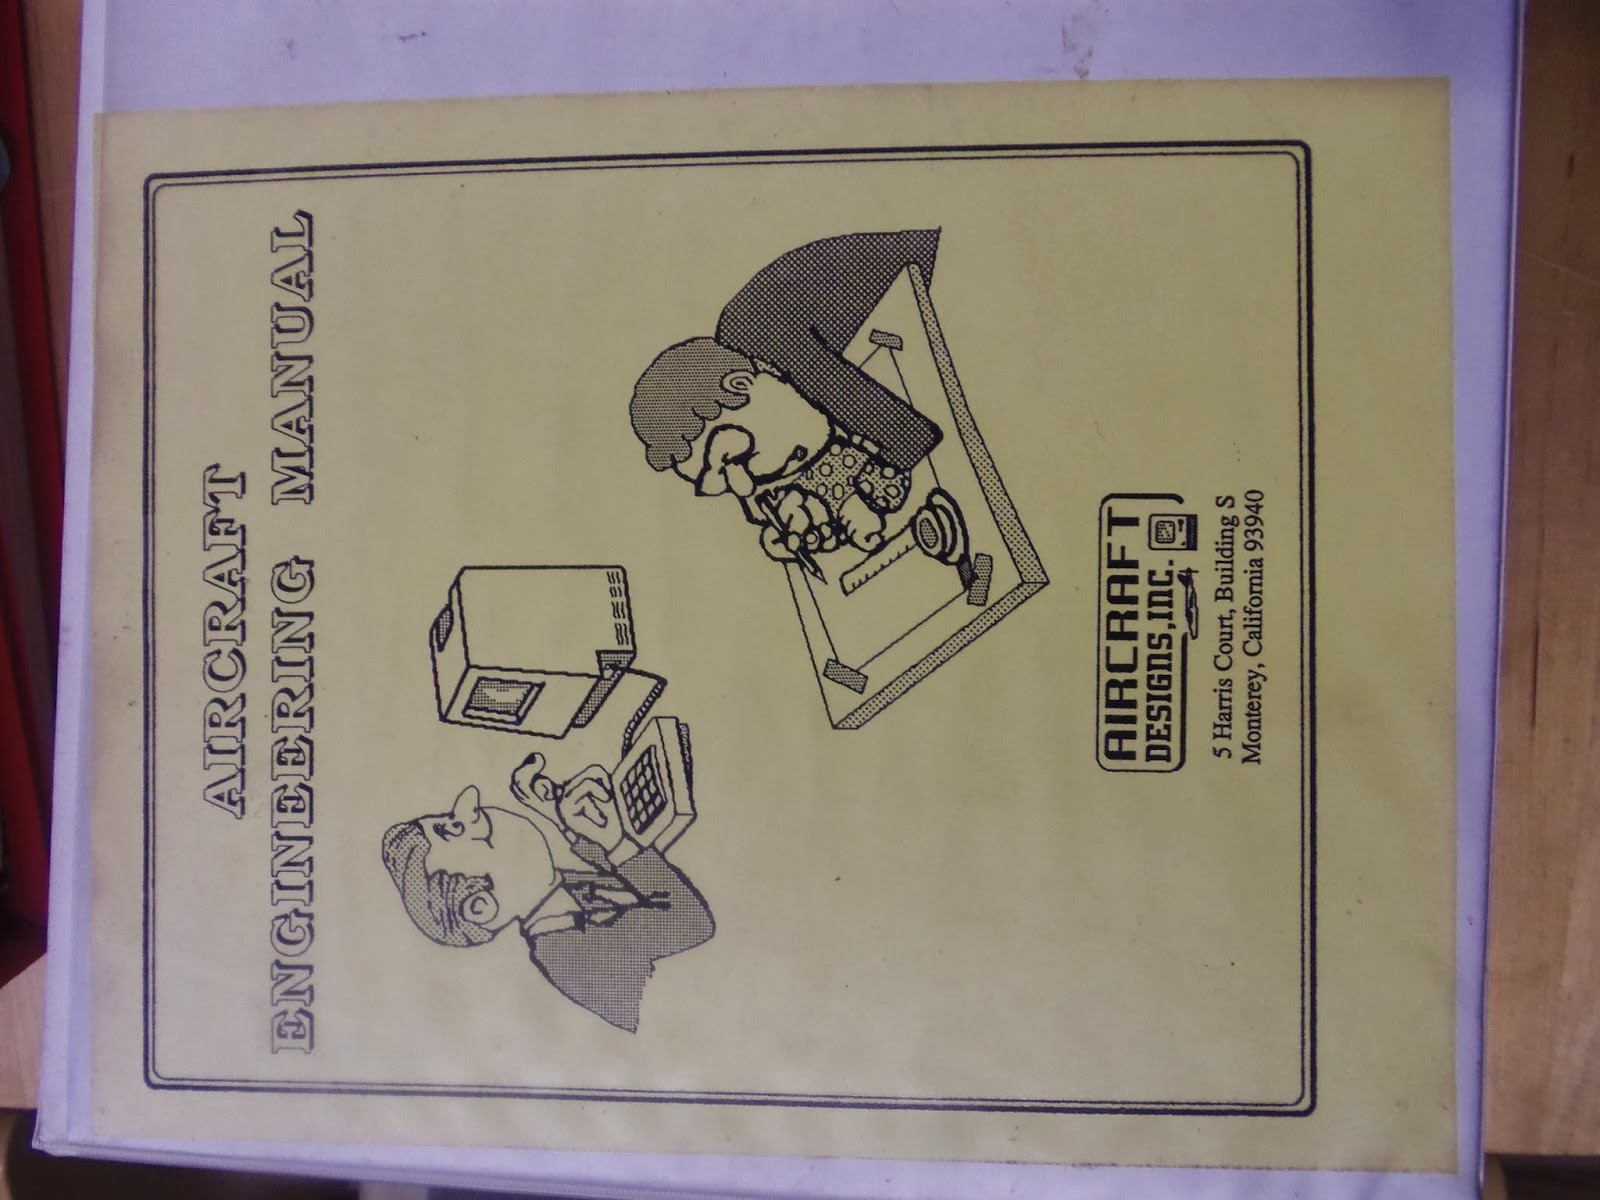 AIRCRAFT
ENGINEERING MANUAL
AIRCRAFT
DESIGNS, INC.
5 Harris Court, Building S
Monterey, California 93940